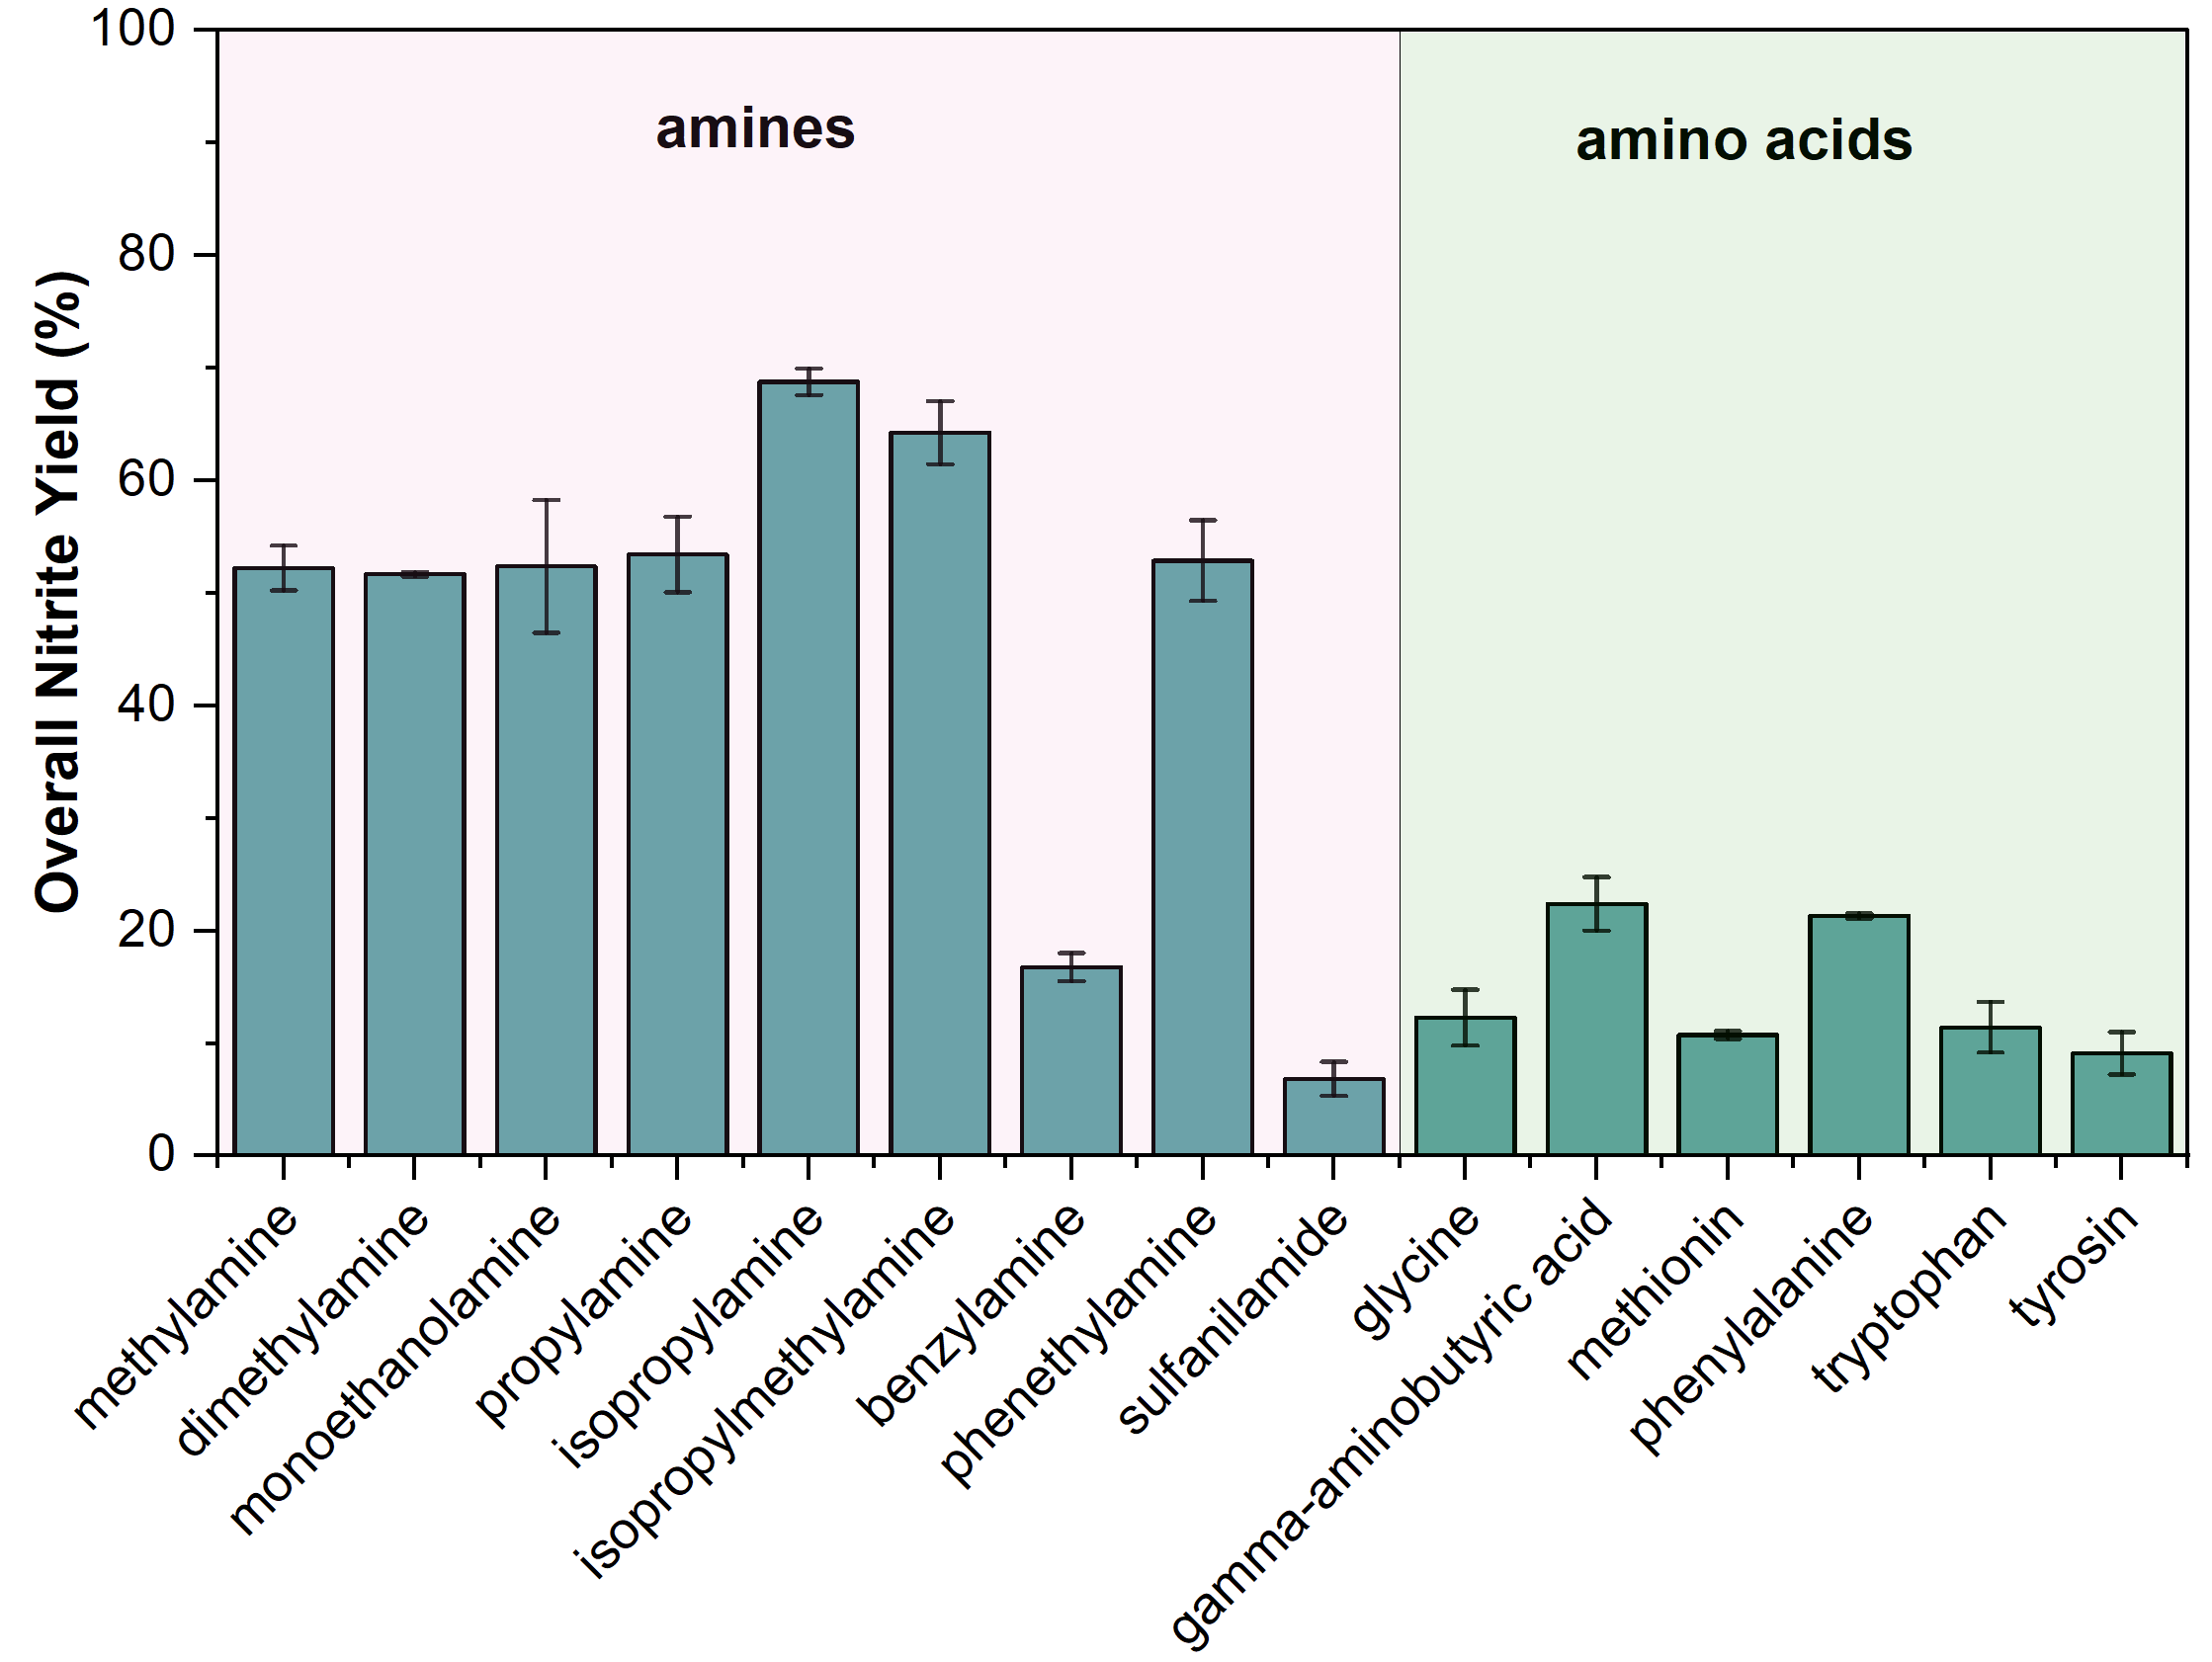 Overall Nitrite Yield (%)
100
80
60
40
20
0
amines
amino acids
methylamine
dimethylamine
monoethanolamine
propylamine
isopropylamine
isopropylmethylamine
benzylamine
phenethylamine
sulfanilamide
glycine
gamma-aminobutyric acid
methionin
phenylalanine
tryptophan
tyrosin